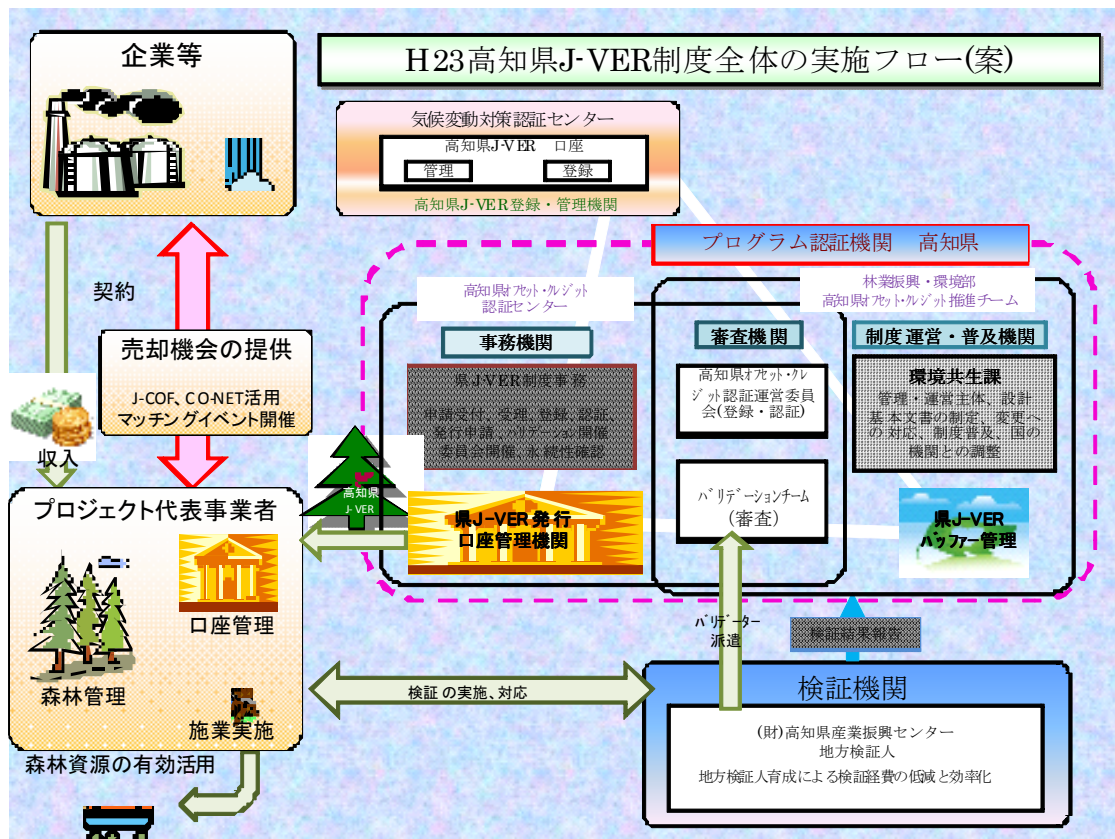 H23高知県J-VER制度全体の実施フロー(案)
企業等
気候変動対策認証センター
高知県J-VER　口座
管理
登録
高知県J-VER登録・管理機関
プログラム認証機関　高知県
契約
売却機会の提供
J-COF、CO-NET活用
マッチングイベント開催
収入
高知県ｵﾌｾｯﾄ・ｸﾚｼﾞｯﾄ
認証センター
事務機関
県J-VER制度事務
申請受付、受理、登録、認証、
発行申請、バリデーション開催
委員会開催、永続性確認
県J-VER発行
口座管理機関
林業振興・環境部
高知県ｵﾌｾｯﾄ・ｸﾚｼﾞｯﾄ推進チーム
審査機関
高知県ｵﾌｾｯﾄ・ｸﾚ
ｼﾞｯﾄ認証運営委員
会(登録・認証)
ﾊﾞﾘﾃﾞｰｼｮﾝﾁｰﾑ
(審査)
制度運営・普及機関
環境共生課
管理・運営主体、設計
基本文書の制定、変更へ
の対応、制度普及、国の
機関との調整
県J-VER
ﾊﾞｯﾌｧｰ管理
高知県
J-VER
プロジェクト代表事業者
口座管理
森林管理
施業実施
森林資源の有効活用
検証の実施、対応
ﾊﾞﾘﾃﾞｰﾀｰ
派遣
検証結果報告
検証機関
(財)高知県産業振興センター
地方検証人
地方検証人育成による検証経費の低減と効率化